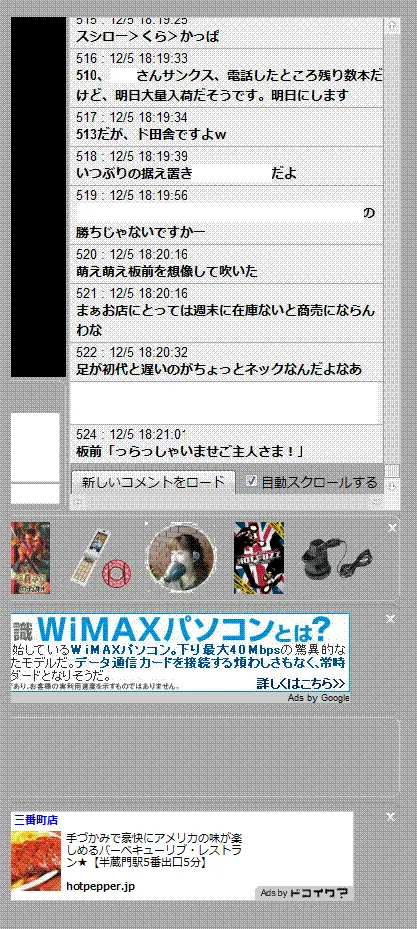 515 : 12/5 18:19:25
スシロー＞くら＞かっぱ
516 : 12/5 18:19:33
510、 さんサンクス、電話したところ残り数本だ
けど、明日大量入荷だそうです。明日にします
517 : 12/5 18:19:34
513だが、ド田舎ですよw
518 : 12/5 18:19:39
いつぶりの据え置き だよ
519 : 12/5 18:19:56
の
勝ちじゃないですかー
520 : 12/5 18:20:16
萌え萌え板前を想像して吹いた
521 : 12/5 18:20:16
まぁお店にとっては週末に在庫ないと商売にならん
わな
522 : 12/5 18:20:32
足が初代と遅いのがちょっとネックなんだよなあ
524 : 12/5 18:21:01
板前「っらっしゃいませご主人さま！」
新しいコメントをロード 自動スクロールする
識 WiMAXパソコンとは?
始しているWiMAXパソコン。下り最大40Mbpsの驚異的な
たモデルだ。データ通信カードを接続する煩わしさもなく、常時
ダードとなりそうだ。
であり、お客様の実利用速度を示すものではありません。
詳しくはこちら>>
Ads by Google
三番町店
手づかみで豪快にアメリカの味が楽
しめるバーベキューリブ・レストラ
ン★【半蔵門駅5番出口5分】
hotpepper.jp
Ads by ドコイク?